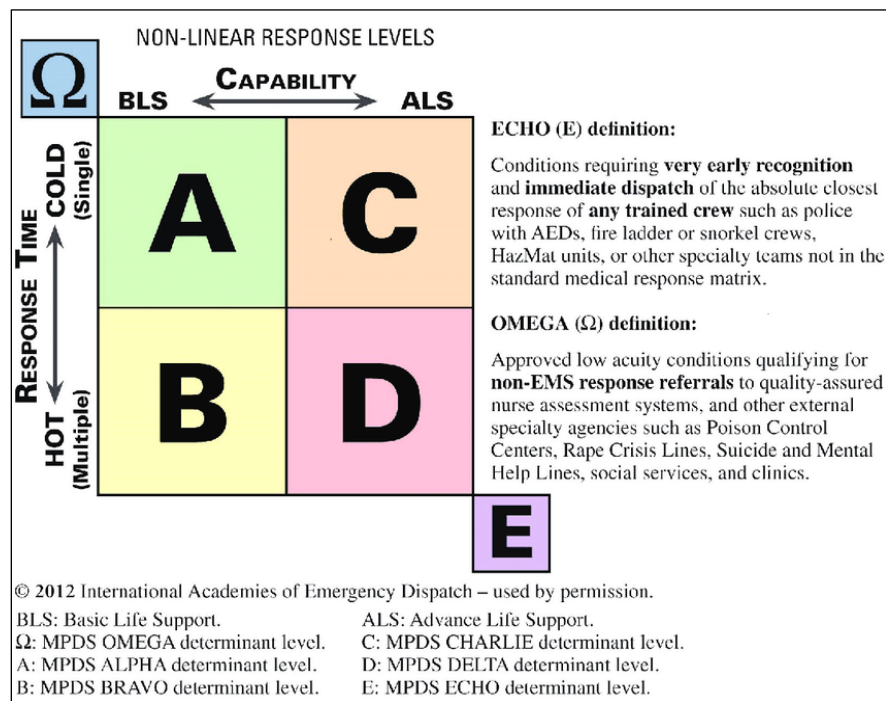 NON-LINEAR RESPONSE LEVELS
Ω
CAPABILITY
BLS
ALS
RESPONSE TIME
COLD
(Single)
HOT
(Multiple)
A
C
B
D
E
ECHO (E) definition:
Conditions requiring very early recognition
and immediate dispatch of the absolute closest
response of any trained crew such as police
with AEDs, fire ladder or snorkel crews,
HazMat units, or other specialty teams not in the
standard medical response matrix.
OMEGA (Ω) definition:
Approved low acuity conditions qualifying for
non-EMS response referrals to quality-assured
nurse assessment systems, and other external
specialty agencies such as Poison Control
Centers, Rape Crisis Lines, Suicide and Mental
Help Lines, social services, and clinics.
© 2012 International Academies of Emergency Dispatch – used by permission.
BLS: Basic Life Support.
Ω: MPDS OMEGA determinant level.
A: MPDS ALPHA determinant level.
B: MPDS BRAVO determinant level.
ALS: Advance Life Support.
C: MPDS CHARLIE determinant level.
D: MPDS DELTA determinant level.
E: MPDS ECHO determinant level.